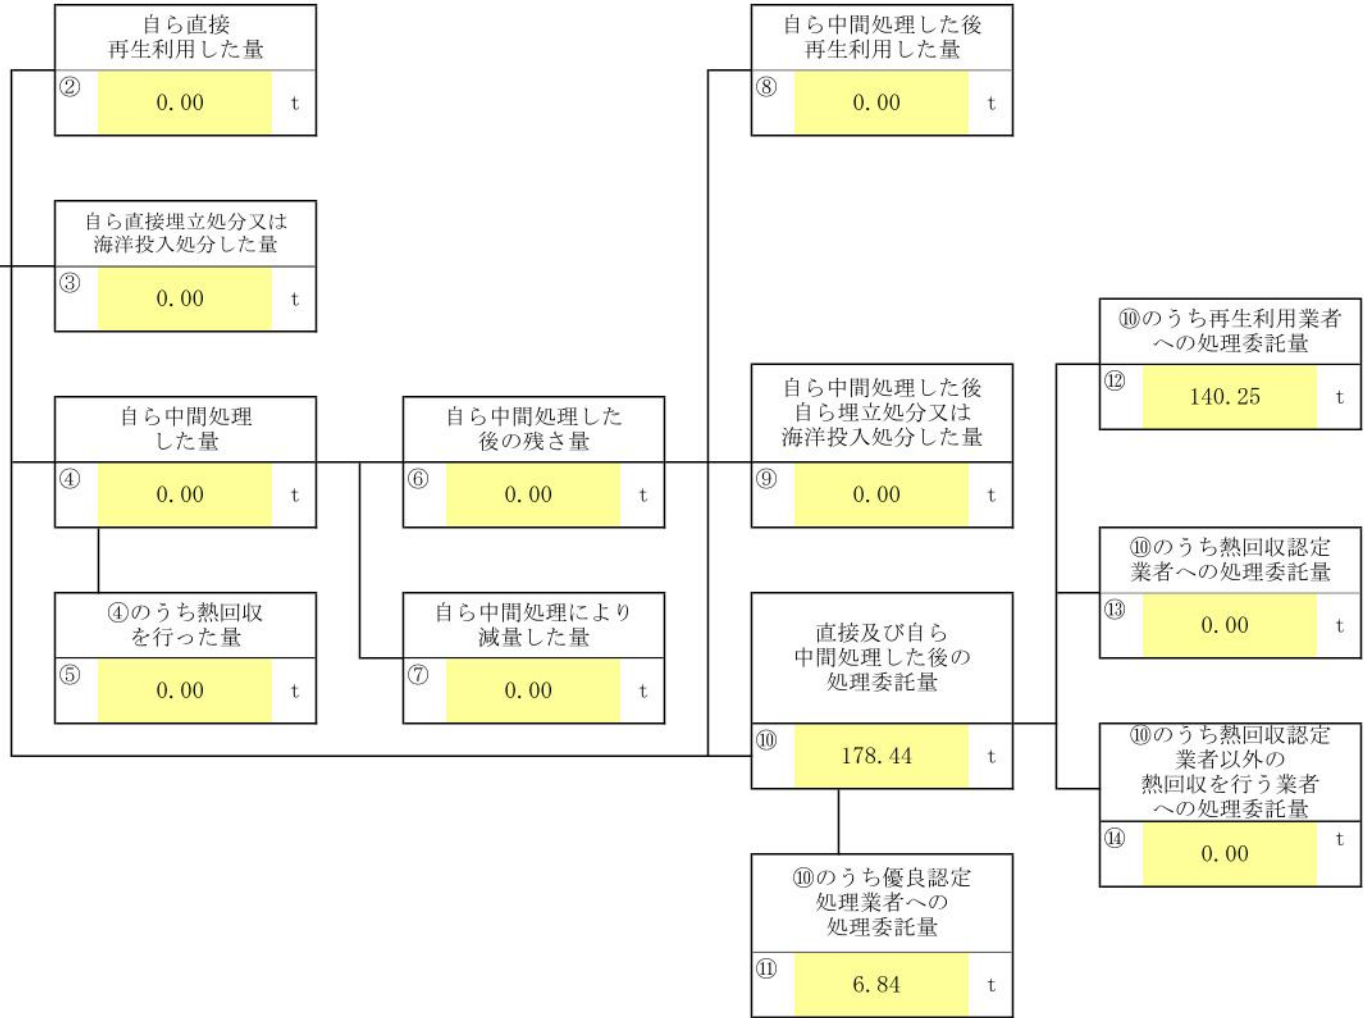 自ら直接
再生利用した量
② 0.00 t
自ら中間処理した後
再生利用した量
⑧ 0.00 t
自ら直接埋立処分又は
海洋投入処分した量
③ 0.00 t
⑩のうち再生利用業者
への処理委託量
⑫ 140.25 t
自ら中間処理
した量
④ 0.00 t
自ら中間処理した
後の残さ量
⑥ 0.00 t
自ら中間処理した後
自ら埋立処分又は
海洋投入処分した量
⑨ 0.00 t
⑩のうち熱回収認定
業者への処理委託量
⑬ 0.00 t
④のうち熱回収
を行った量
⑤ 0.00 t
自ら中間処理により
減量した量
⑦ 0.00 t
直接及び自ら
中間処理した後の
処理委託量
⑩ 178.44 t
⑩のうち熱回収認定
業者以外の
熱回収を行う業者
への処理委託量
⑭ 0.00 t
⑩のうち優良認定
処理業者への
処理委託量
⑪ 6.84 t